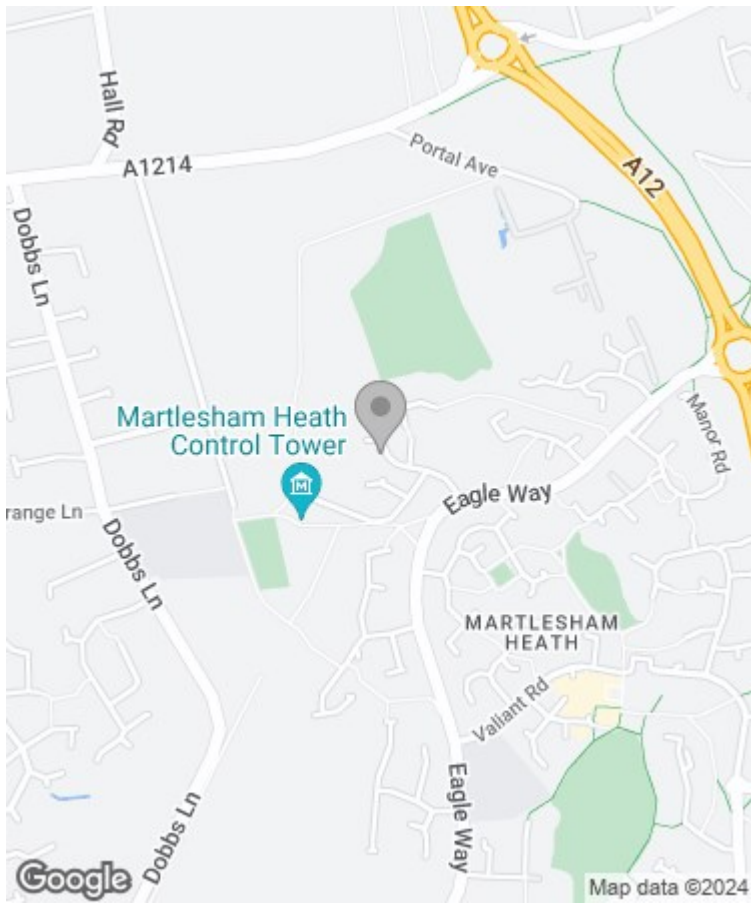 Hall Rd
A1214
Portal Ave
A12
Dobbs Ln
Martlesham Heath
Control Tower
M
Manor Rd
Eagle Way
range Ln
Dobbs Ln
MARTLESHAM
HEATH
Valiant Rd
Eagle Way
Dobbs Ln
Google
Map data ©2024